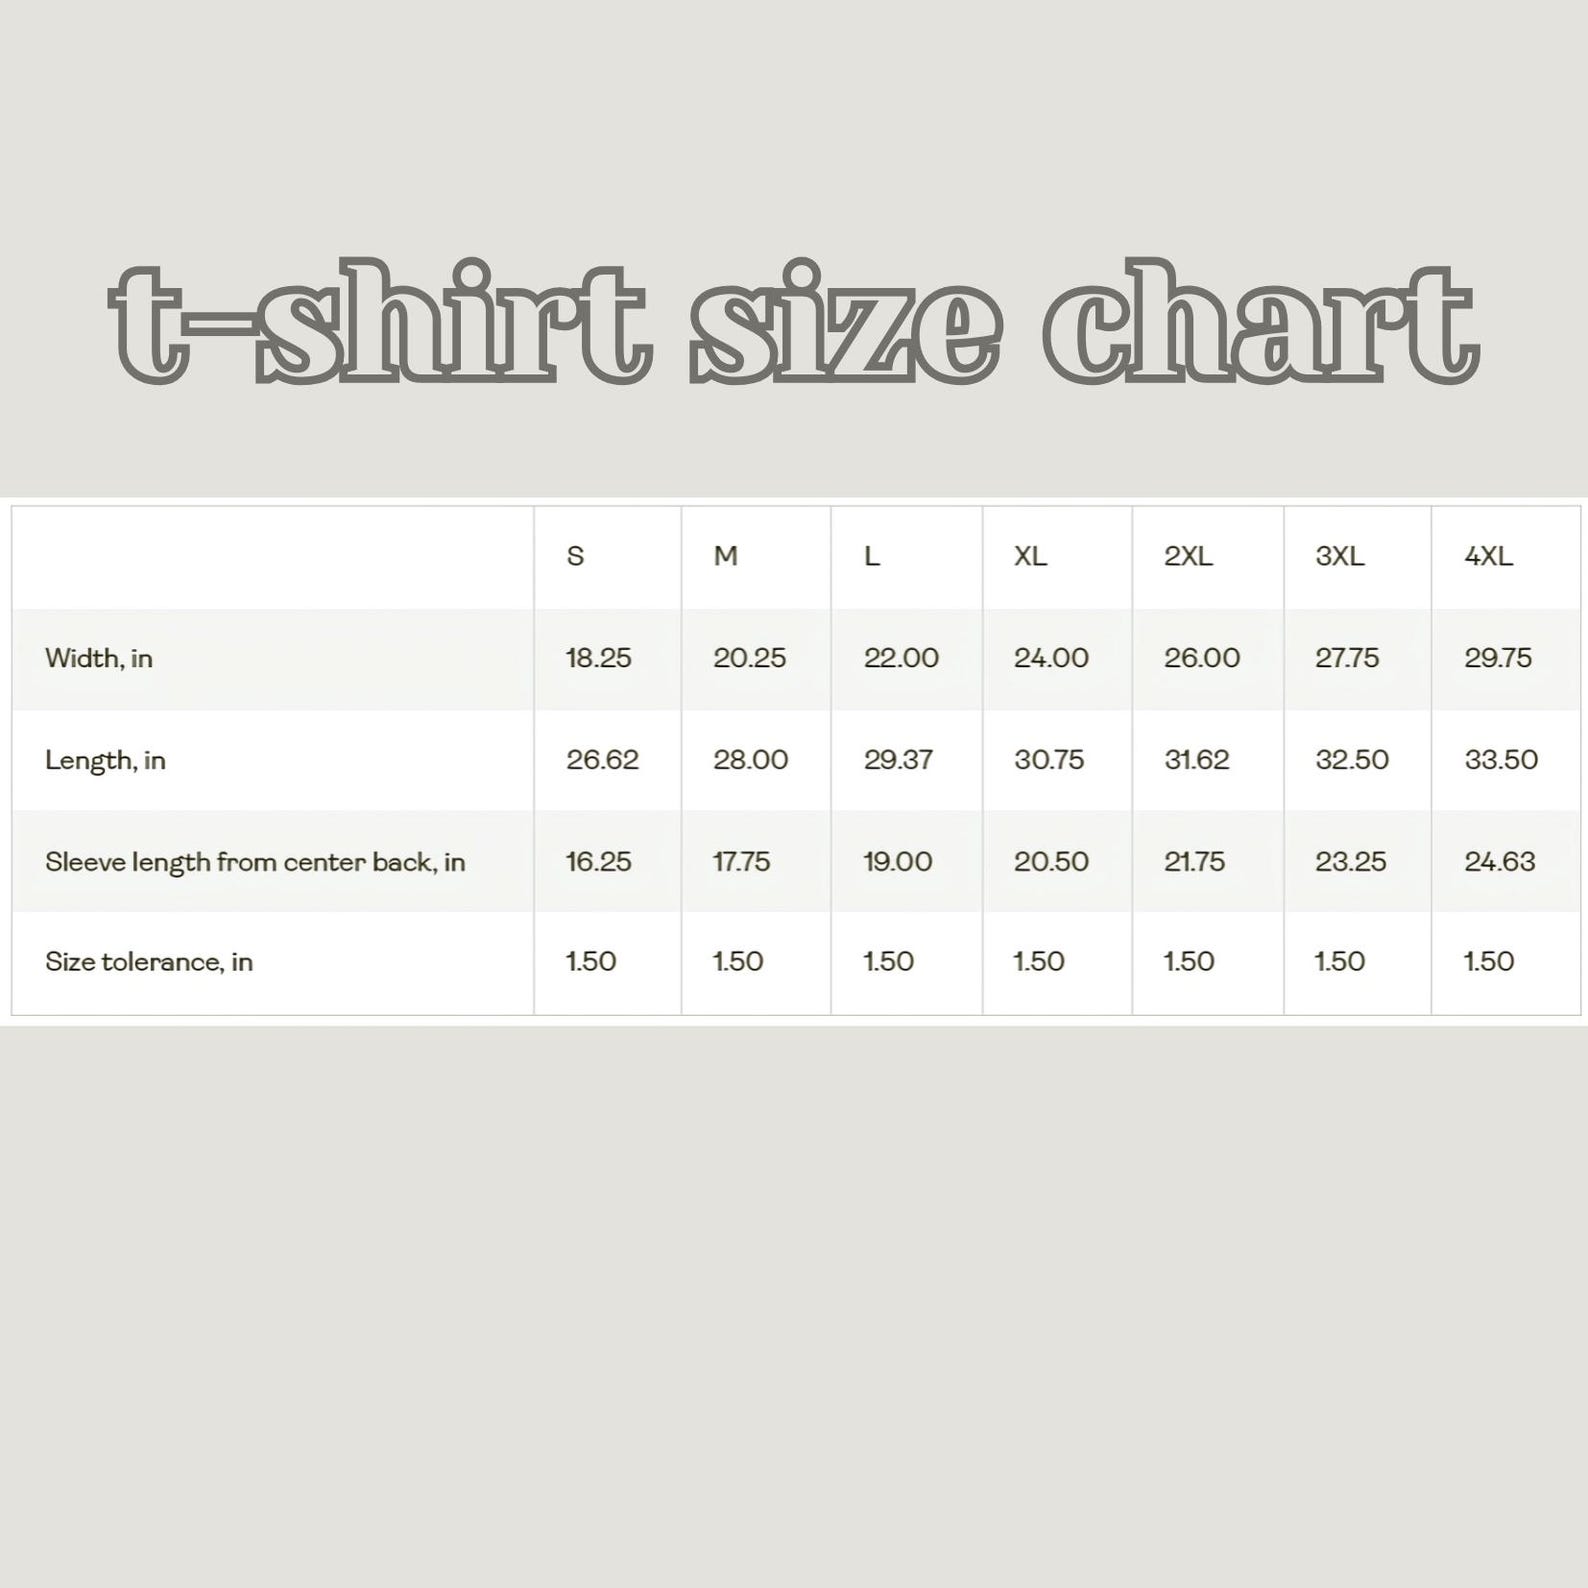 t-shirt size chart
S M L XL 2XL 3XL 4XL
Width, in 18.25 20.25 22.00 24.00 26.00 27.75 29.75
Length, in 26.62 28.00 29.37 30.75 31.62 32.50 33.50
Sleeve length from center back, in 16.25 17.75 19.00 20.50 21.75 23.25 24.63
Size tolerance, in 1.50 1.50 1.50 1.50 1.50 1.50 1.50